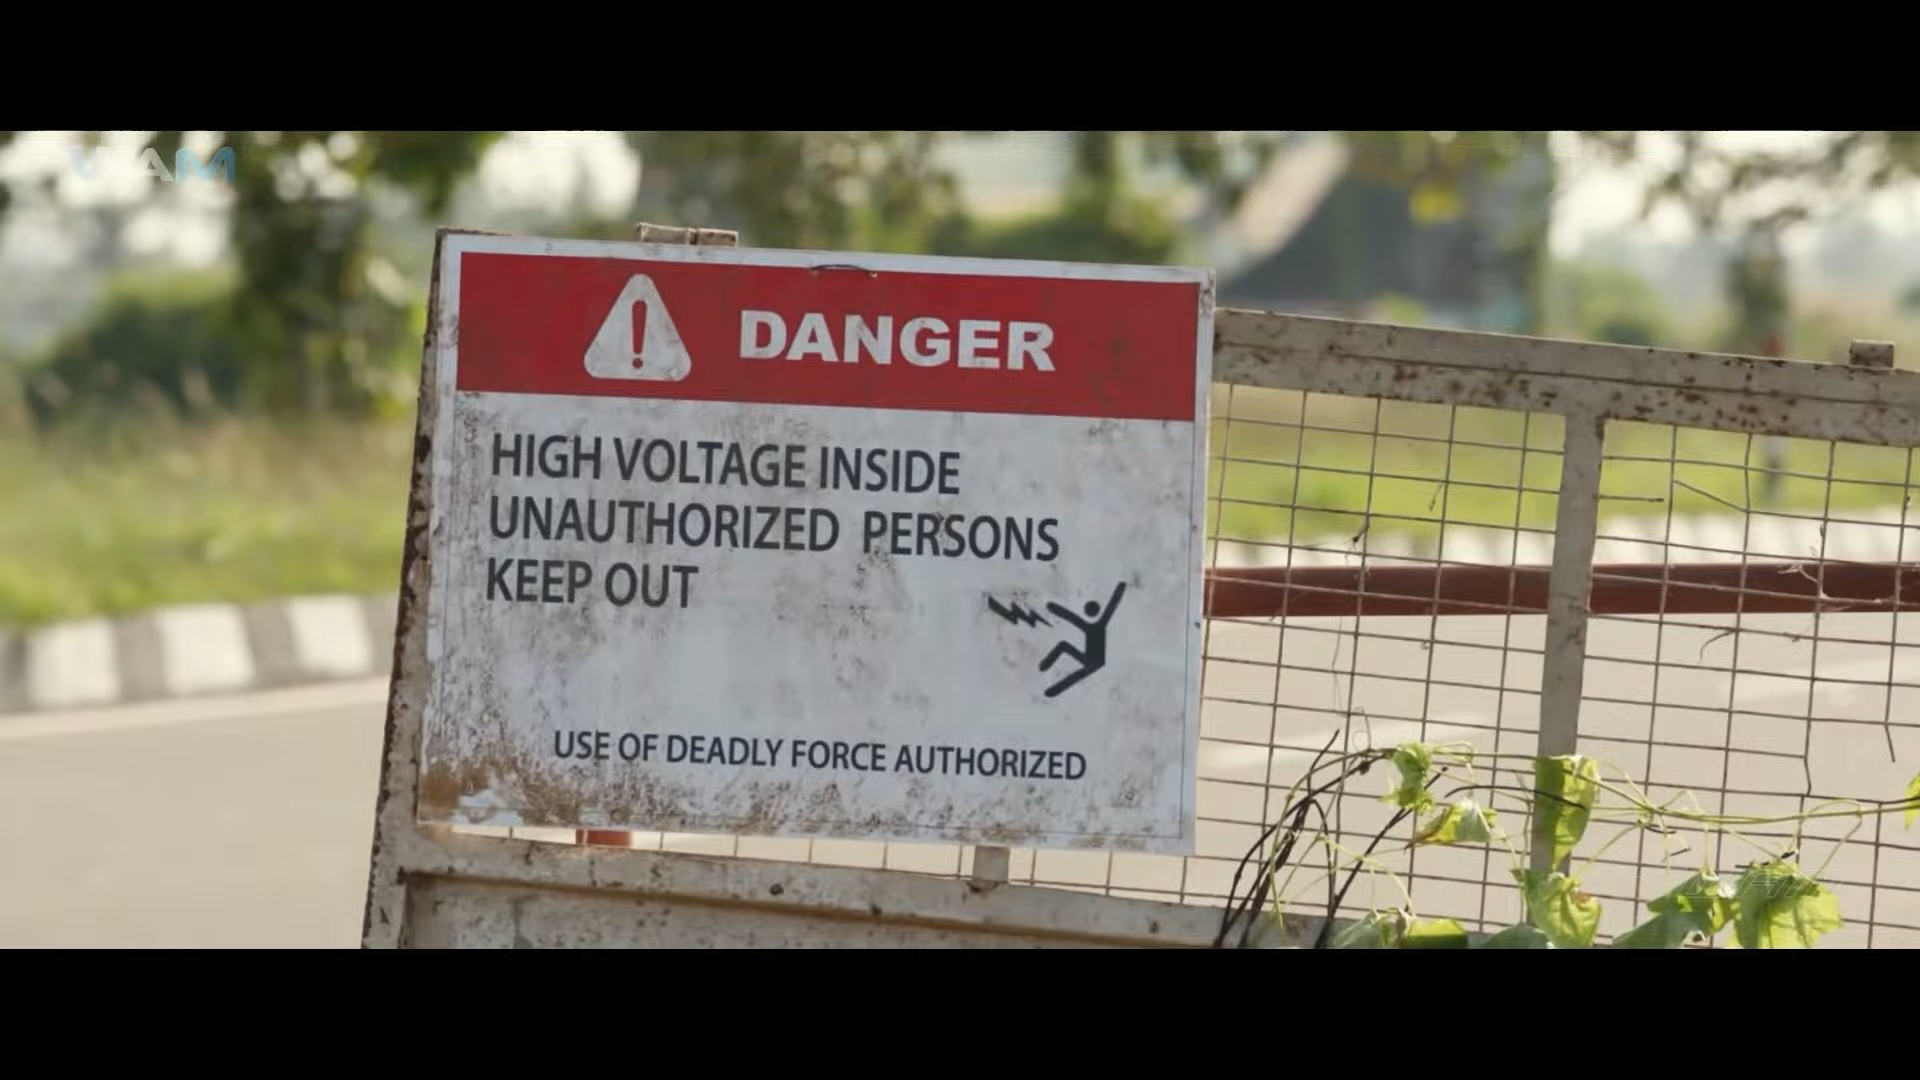 DANGER
HIGH VOLTAGE INSIDE
UNAUTHORIZED PERSONS
KEEP OUT
USE OF DEADLY FORCE AUTHORIZED